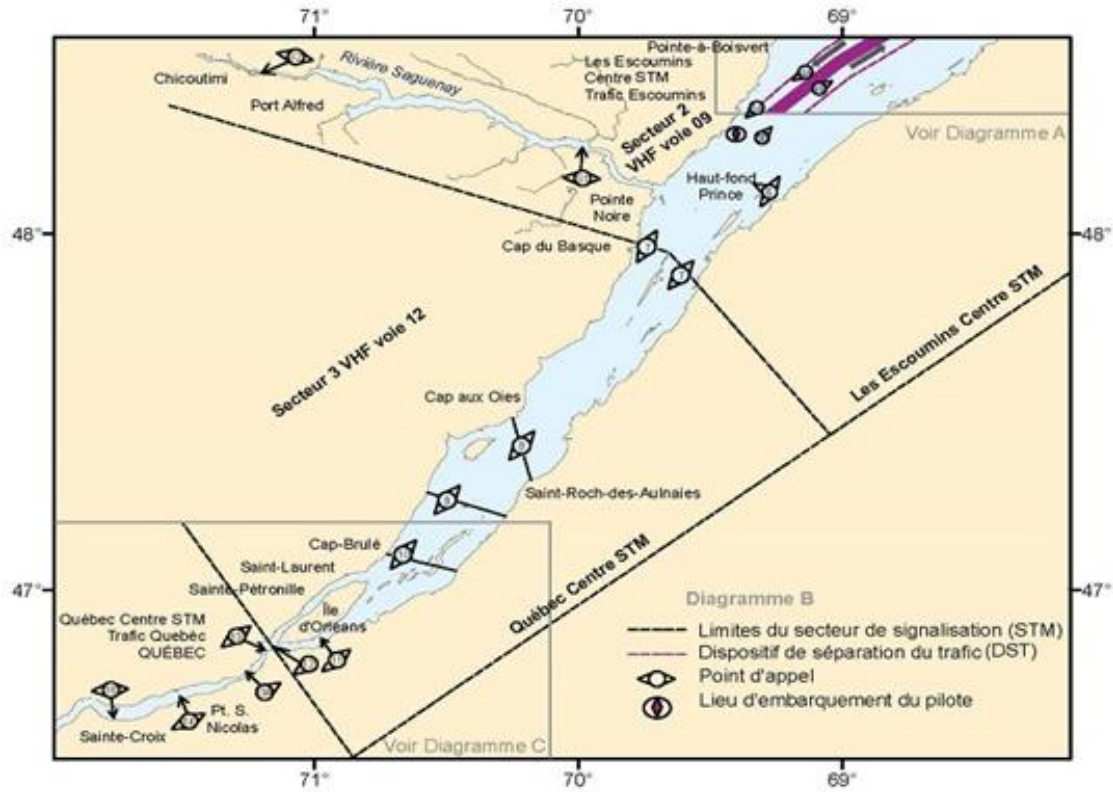 71°
70°
69°
Pointe-à-Boisvert
Rivière Saguenay
Les Escoumins
Cèntre STM
Trafic Escoumins
Chicoutimi
Port Alfred
Secteur 2
VHF voie 09
Voir Diagramme A
Haut-fond
Prince
Pointe
Noire
48°
48°
Cap du Basque
Les Escoumins Centre STM
Secteur 3 VHF voie 12
Cap aux Oies
Saint-Roch-des-Aulnaies
Cap-Brulé
Saint-Laurent
Sainte-Pétronille
Québec Centre STM
47°
47°
Île
d'Orléans
Québec Centre STM
Trafic Quebéc
QUÉBEC
Diagramme B
Limites du secteur de signalisation (STM)
Dispositif de séparation du trafic (DST)
Point d'appel
Lieu d'embarquement du pilote
Pt. S.
Nicolas
Sainte-Croix
Voir Diagramme C
71°
70°
69°